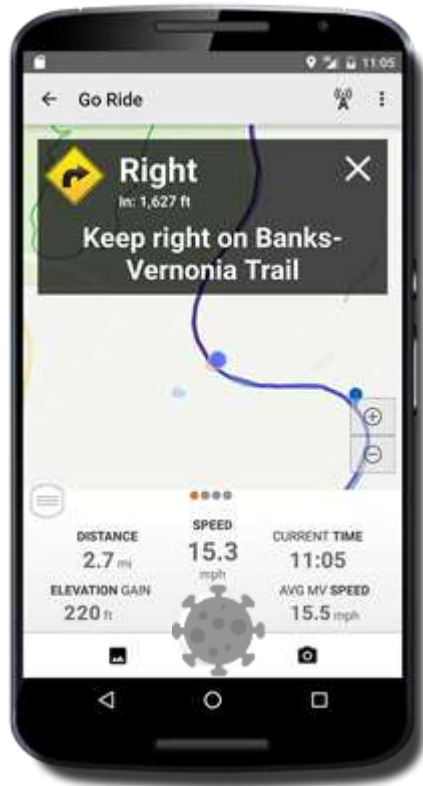 11:05
Go Ride
Right
In: 1,627 ft
Keep right on Banks-
Vernonia Trail
SPEED
DISTANCE
15.3
CURRENT TIME
2.7 mi
mph
11:05
ELEVATION GAIN
AVG MV SPEED
220 ft
15.5 mph